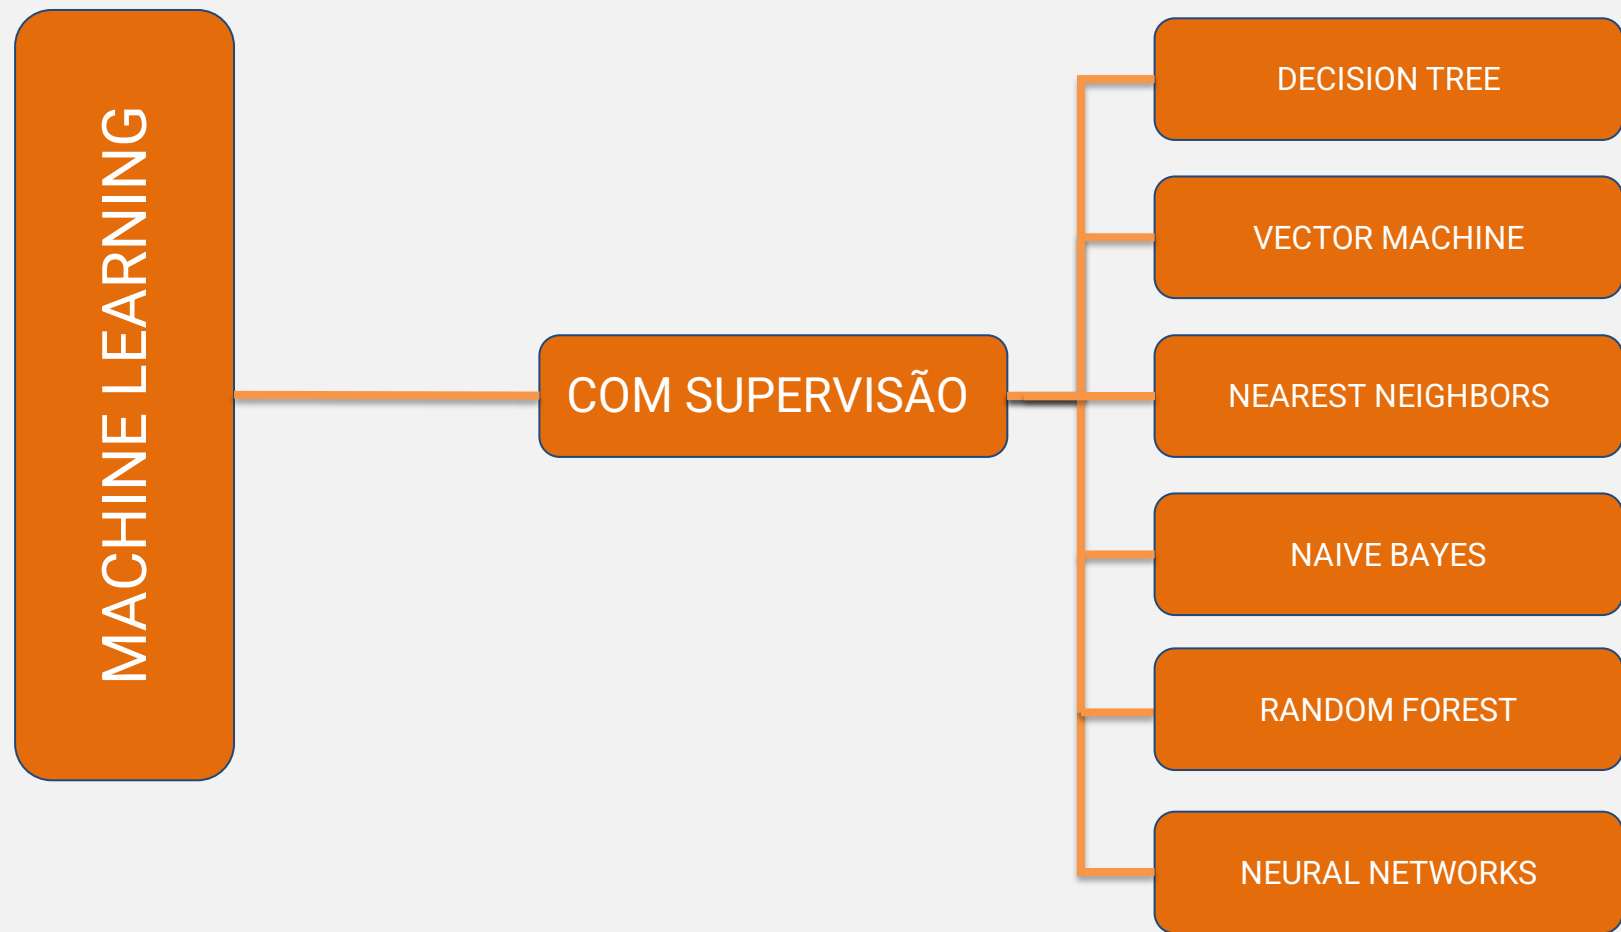 MACHINE LEARNING
COM SUPERVISÃO
DECISION TREE
VECTOR MACHINE
NEAREST NEIGHBORS
NAIVE BAYES
RANDOM FOREST
NEURAL NETWORKS